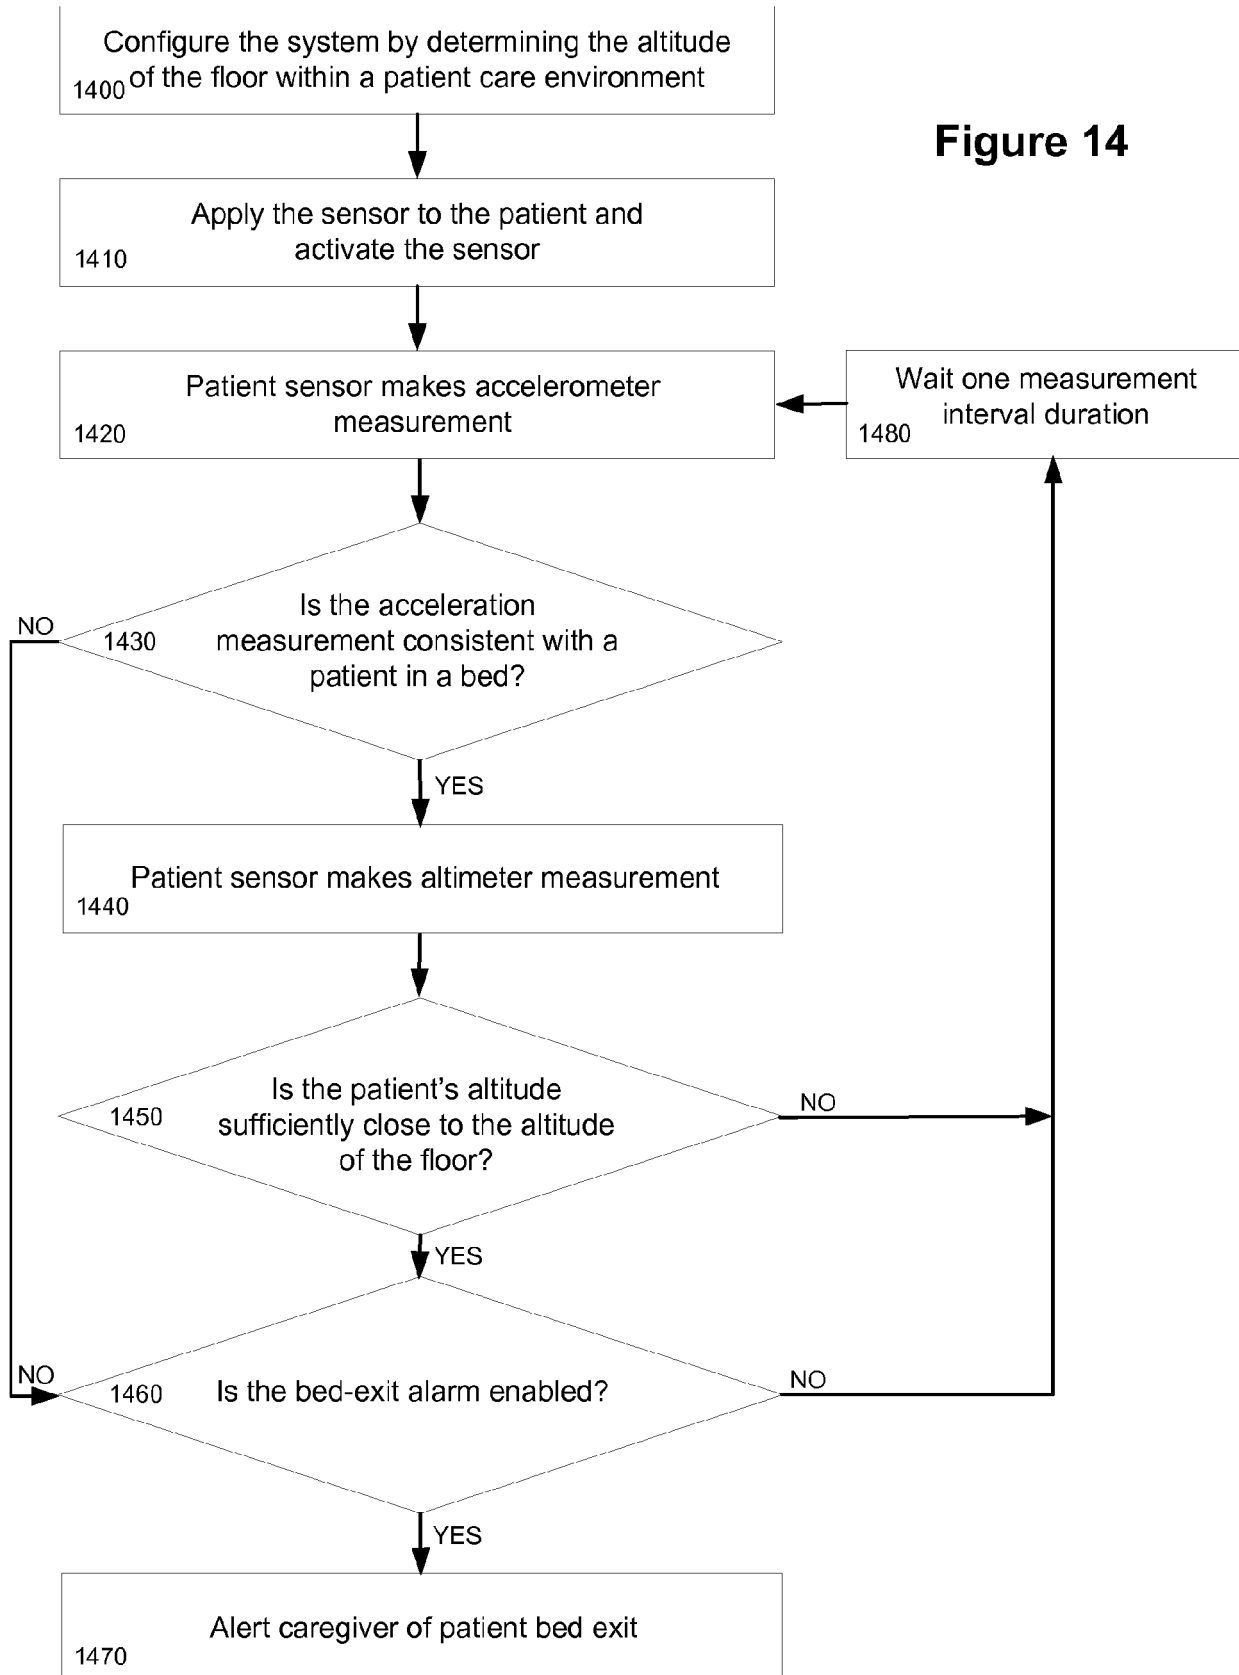 Configure the system by determining the altitude
of the floor within a patient care environment
1400
Figure 14
Apply the sensor to the patient and
activate the sensor
1410
Patient sensor makes accelerometer
measurement
1420
Wait one measurement
interval duration
1480
Is the acceleration
measurement consistent with a
patient in a bed?
1430
NO
YES
Patient sensor makes altimeter measurement
1440
Is the patient's altitude
sufficiently close to the altitude
of the floor?
1450
NO
YES
NO
Is the bed-exit alarm enabled?
1460
NO
YES
Alert caregiver of patient bed exit
1470